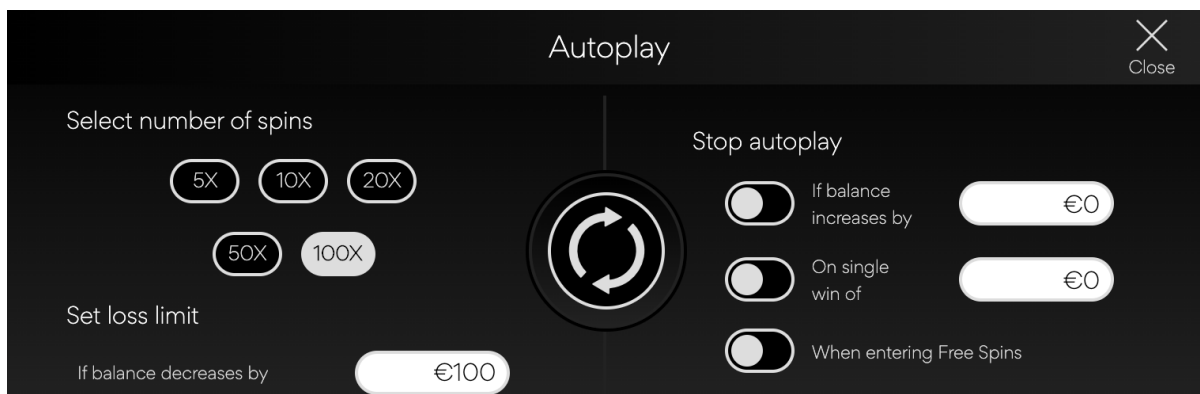 Autoplay
Close
Select number of spins
5X 10X 20X
50X 100X
Set loss limit
If balance decreases by €100
Stop autoplay
If balance
increases by €0
On single
win of €0
When entering Free Spins